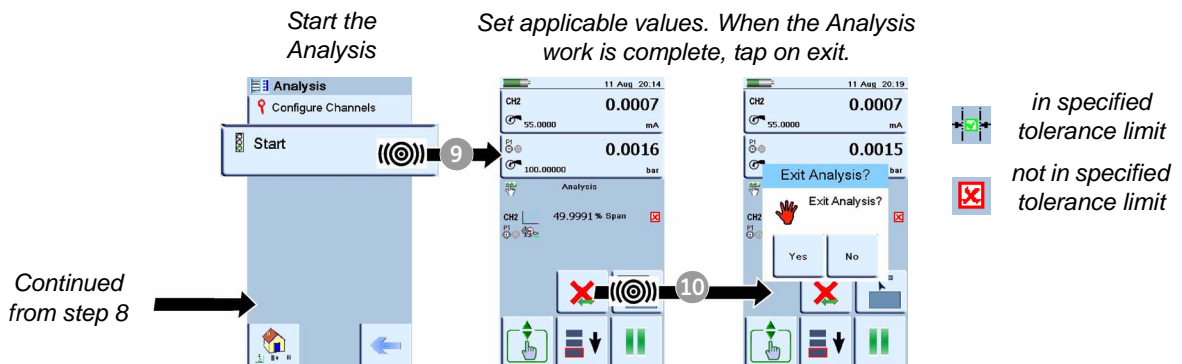 Start the
Analysis
Set applicable values. When the Analysis
work is complete, tap on exit.
Analysis
Configure Channels
Start
9
Continued
from step 8
11 Aug 20:14
CH2
0.0007
55.0000
mA
P1
0.0016
100.00000
bar
Analysis
CH2
49.9991 % Span
P1
10
11 Aug 20:19
CH2
0.0007
55.0000
mA
P1
0.0015
bar
Exit Analysis?
Exit Analysis?
Yes
No
in specified
tolerance limit
not in specified
tolerance limit